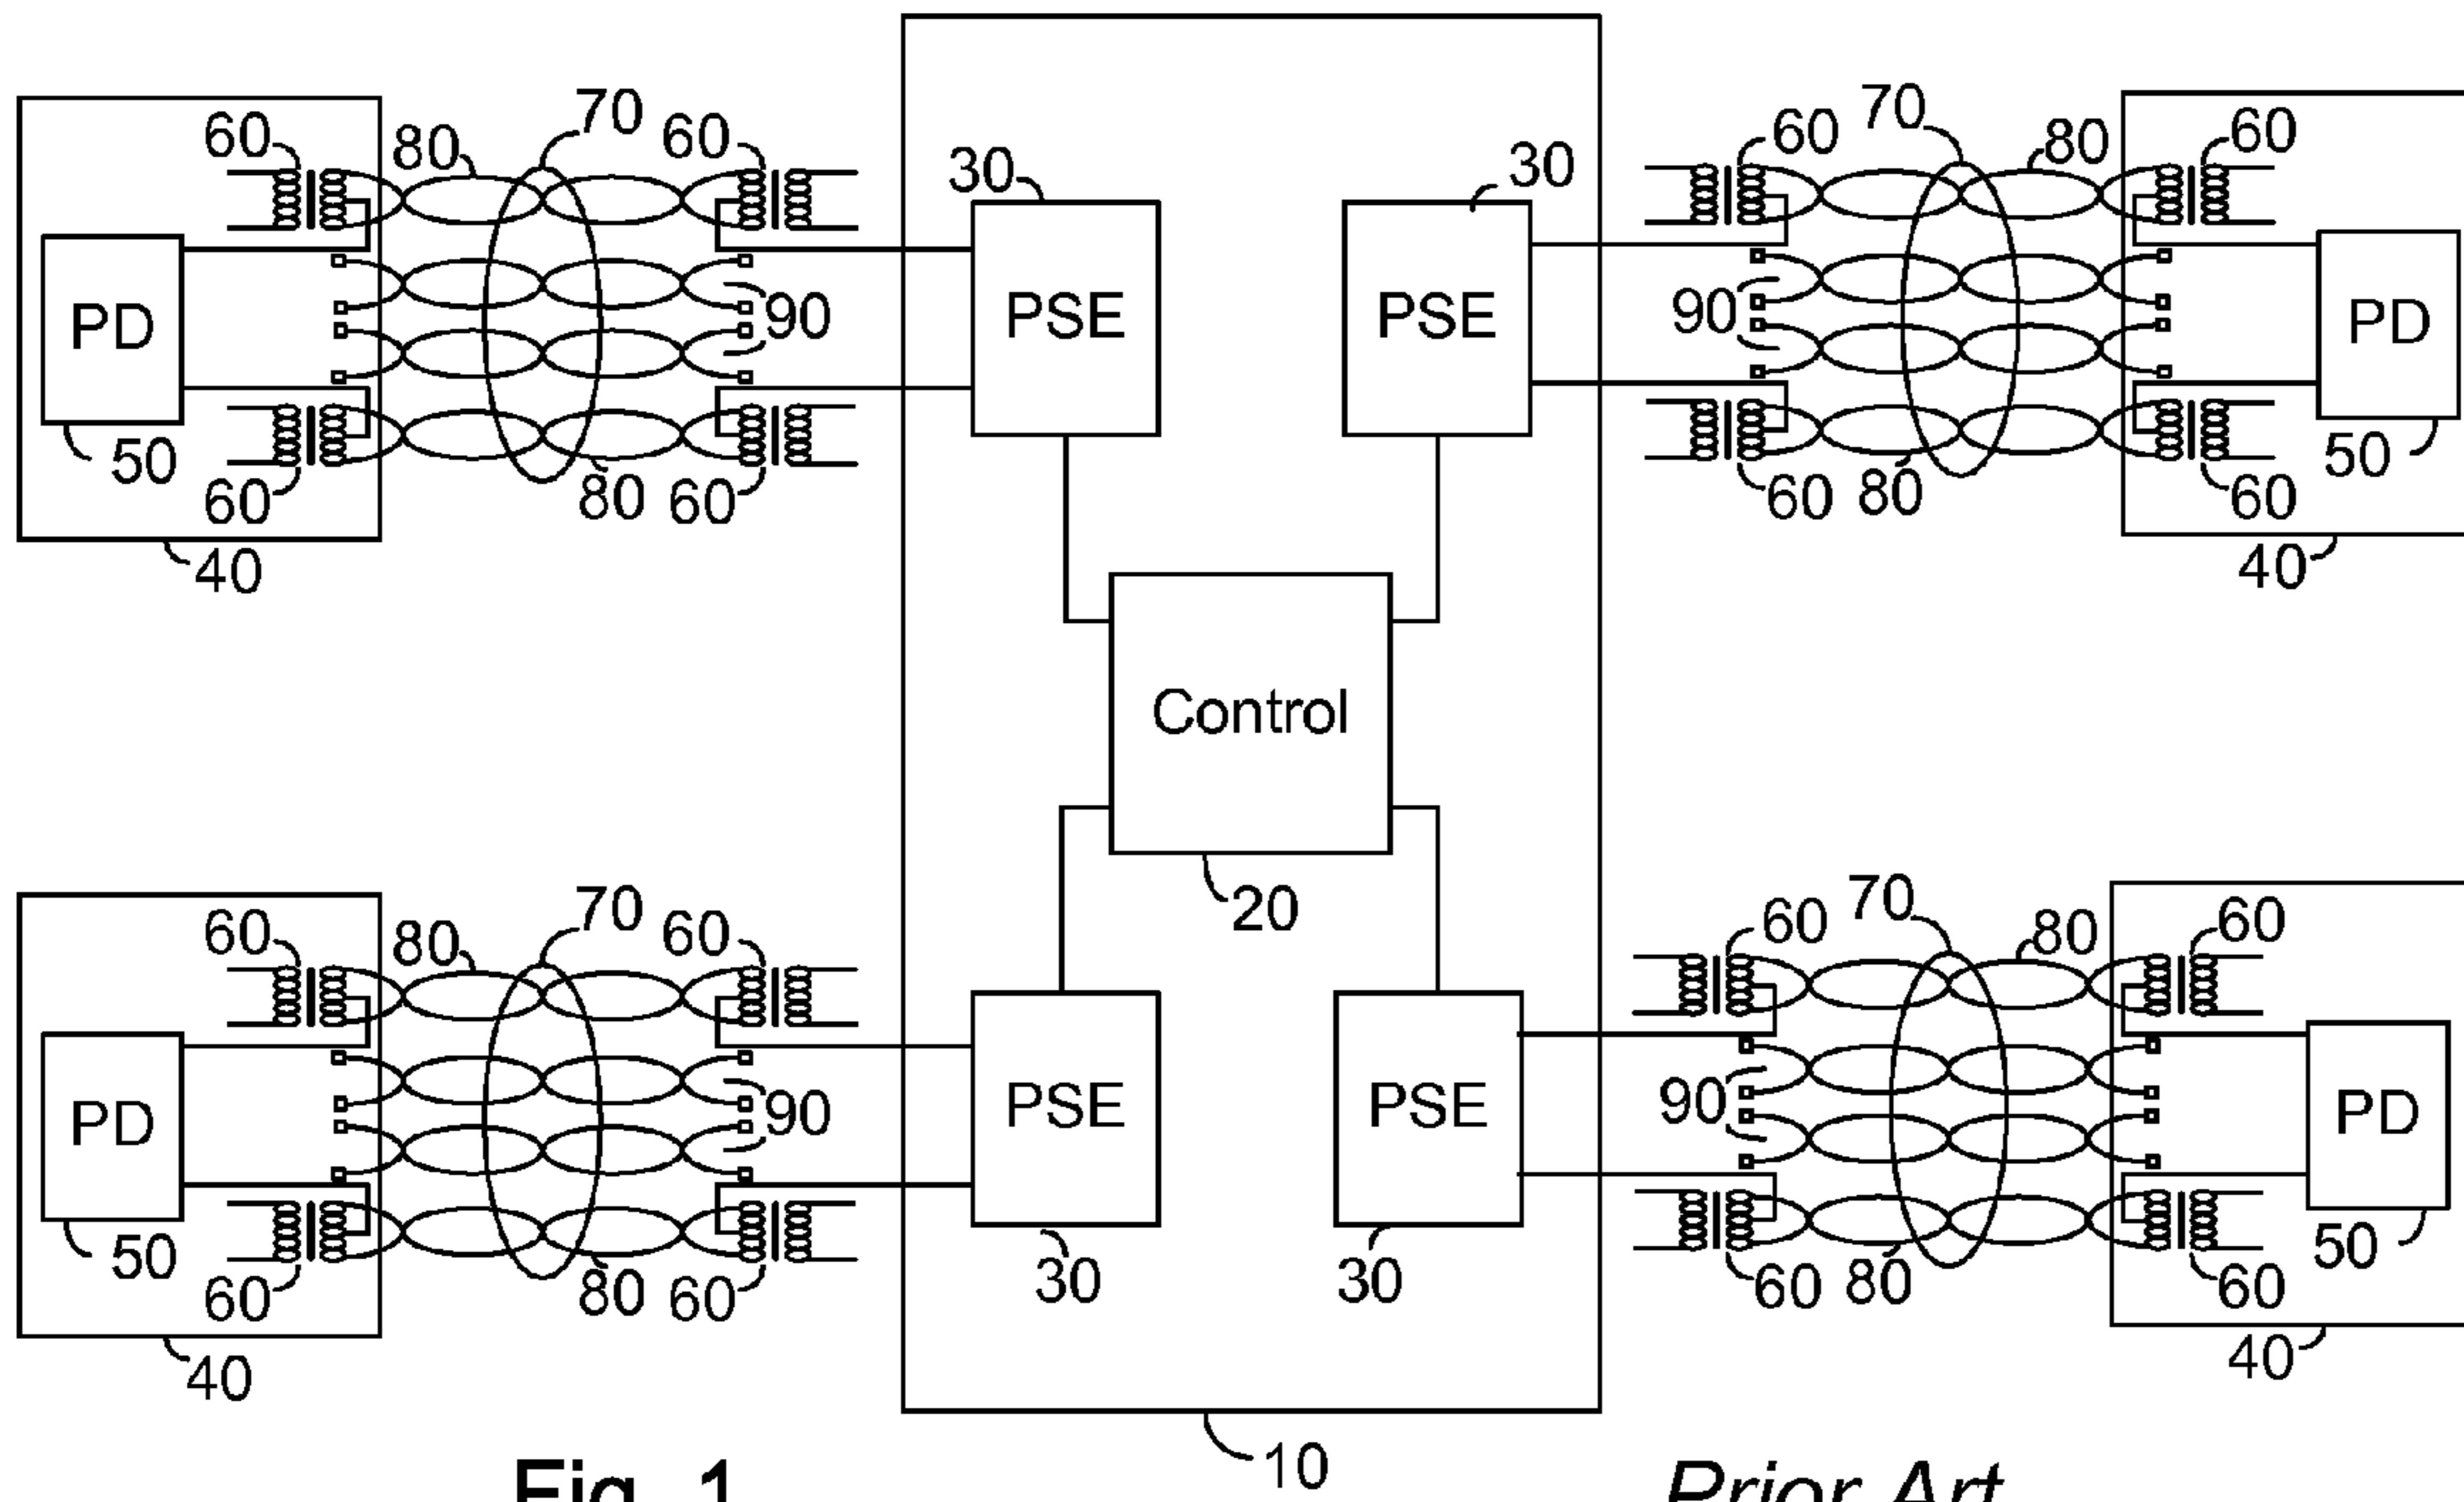 70 70
60 80 60 30 30 60 80 60
PD 90 PSE PSE 90 PD
50 50
60 80 60 60 80 60
40 40
Control
20
70 70
60 80 60 60 80 60
PD 90 PSE PSE 90 PD
50 50
60 80 60 30 30 60 80 60
40 40
10
Fig. 1 Prior Art